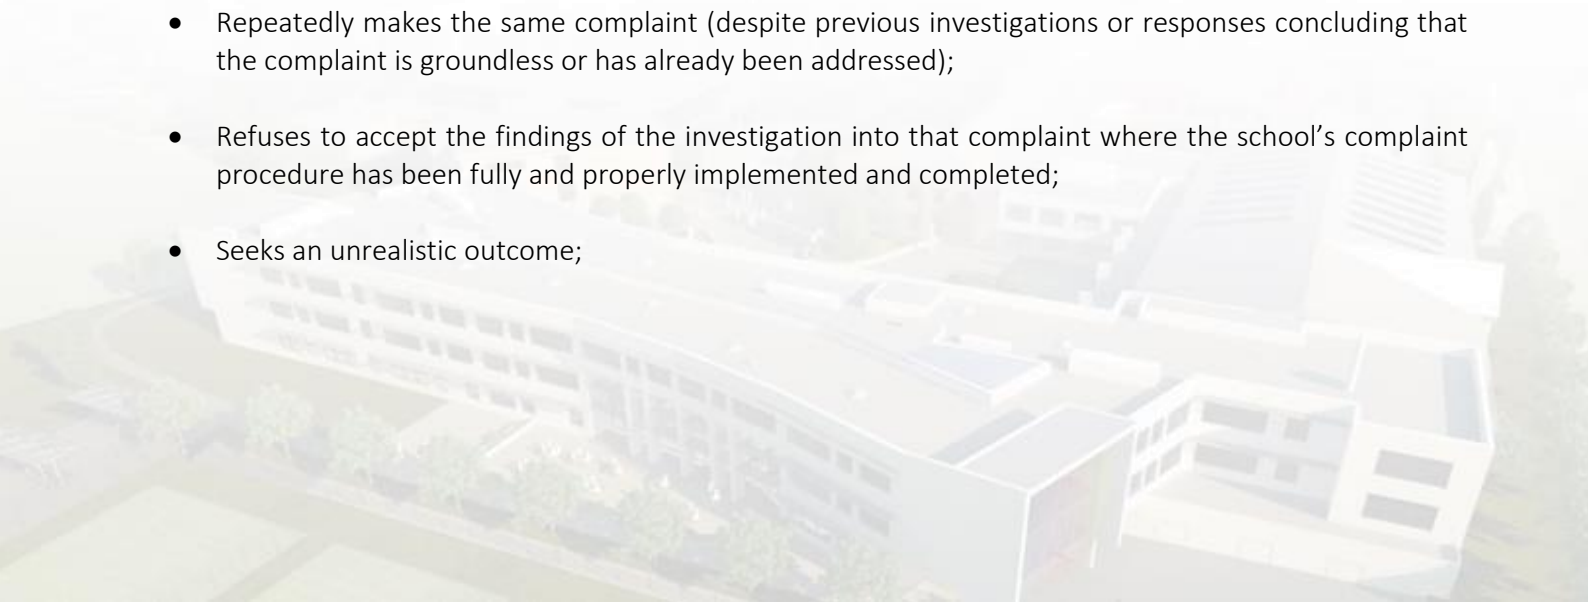 • Repeatedly makes the same complaint (despite previous investigations or responses concluding that
the complaint is groundless or has already been addressed);
• Refuses to accept the findings of the investigation into that complaint where the school’s complaint
procedure has been fully and properly implemented and completed;
• Seeks an unrealistic outcome;